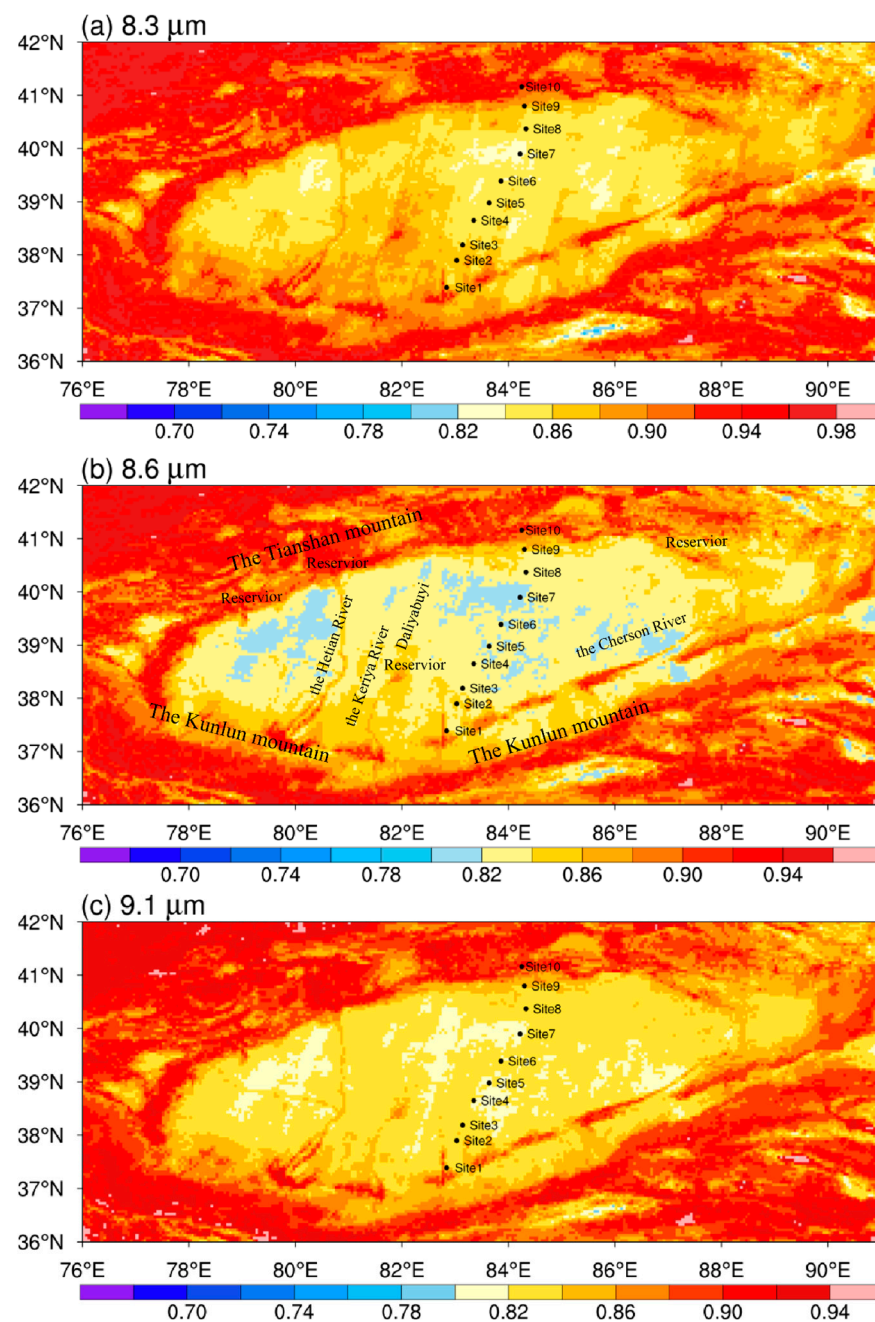 (a) 8.3 µm
42°N
41°N
40°N
39°N
38°N
37°N
36°N
Site10
Site9
Site8
Site7
Site6
Site5
Site4
Site3
Site2
Site1
76°E 78°E 80°E 82°E 84°E 86°E 88°E 90°E
0.70 0.74 0.78 0.82 0.86 0.90 0.94 0.98
(b) 8.6 µm
42°N
41°N
40°N
39°N
38°N
37°N
36°N
The Tianshan mountain
Reservior
Reservior
Reservior
the Hetian River
the Keriya River
Daliyabuyi
Reservior
the Cherson River
The Kunlun mountain
The Kunlun mountain
Site10
Site9
Site8
Site7
Site6
Site5
Site4
Site3
Site2
Site1
76°E 78°E 80°E 82°E 84°E 86°E 88°E 90°E
0.70 0.74 0.78 0.82 0.86 0.90 0.94
(c) 9.1 µm
42°N
41°N
40°N
39°N
38°N
37°N
36°N
Site10
Site9
Site8
Site7
Site6
Site5
Site4
Site3
Site2
Site1
76°E 78°E 80°E 82°E 84°E 86°E 88°E 90°E
0.70 0.74 0.78 0.82 0.86 0.90 0.94